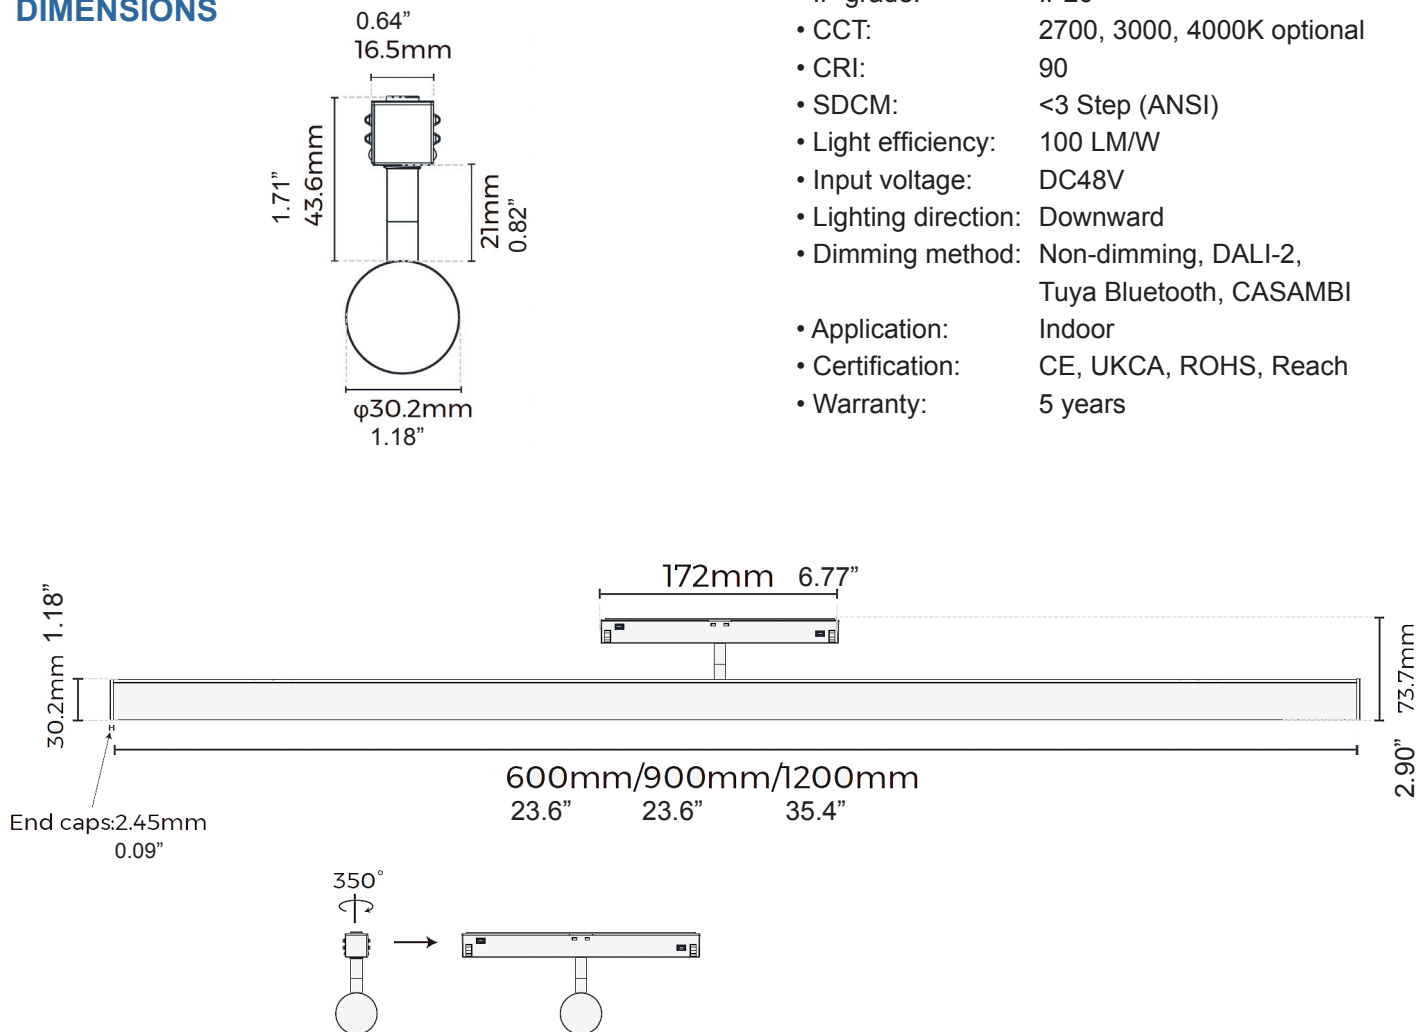 DIMENSIONS
0.64”
16.5mm
1.71”
43.6mm
21mm
0.82”
φ30.2mm
1.18”
• CCT: 2700, 3000, 4000K optional
• CRI: 90
• SDCM: <3 Step (ANSI)
• Light efficiency: 100 LM/W
• Input voltage: DC48V
• Lighting direction: Downward
• Dimming method: Non-dimming, DALI-2,
Tuya Bluetooth, CASAMBI
• Application: Indoor
• Certification: CE, UKCA, ROHS, Reach
• Warranty: 5 years
172mm 6.77”
30.2mm 1.18”
73.7mm
2.90”
600mm/900mm/1200mm
23.6” 23.6” 35.4”
End caps:2.45mm
0.09”
350°